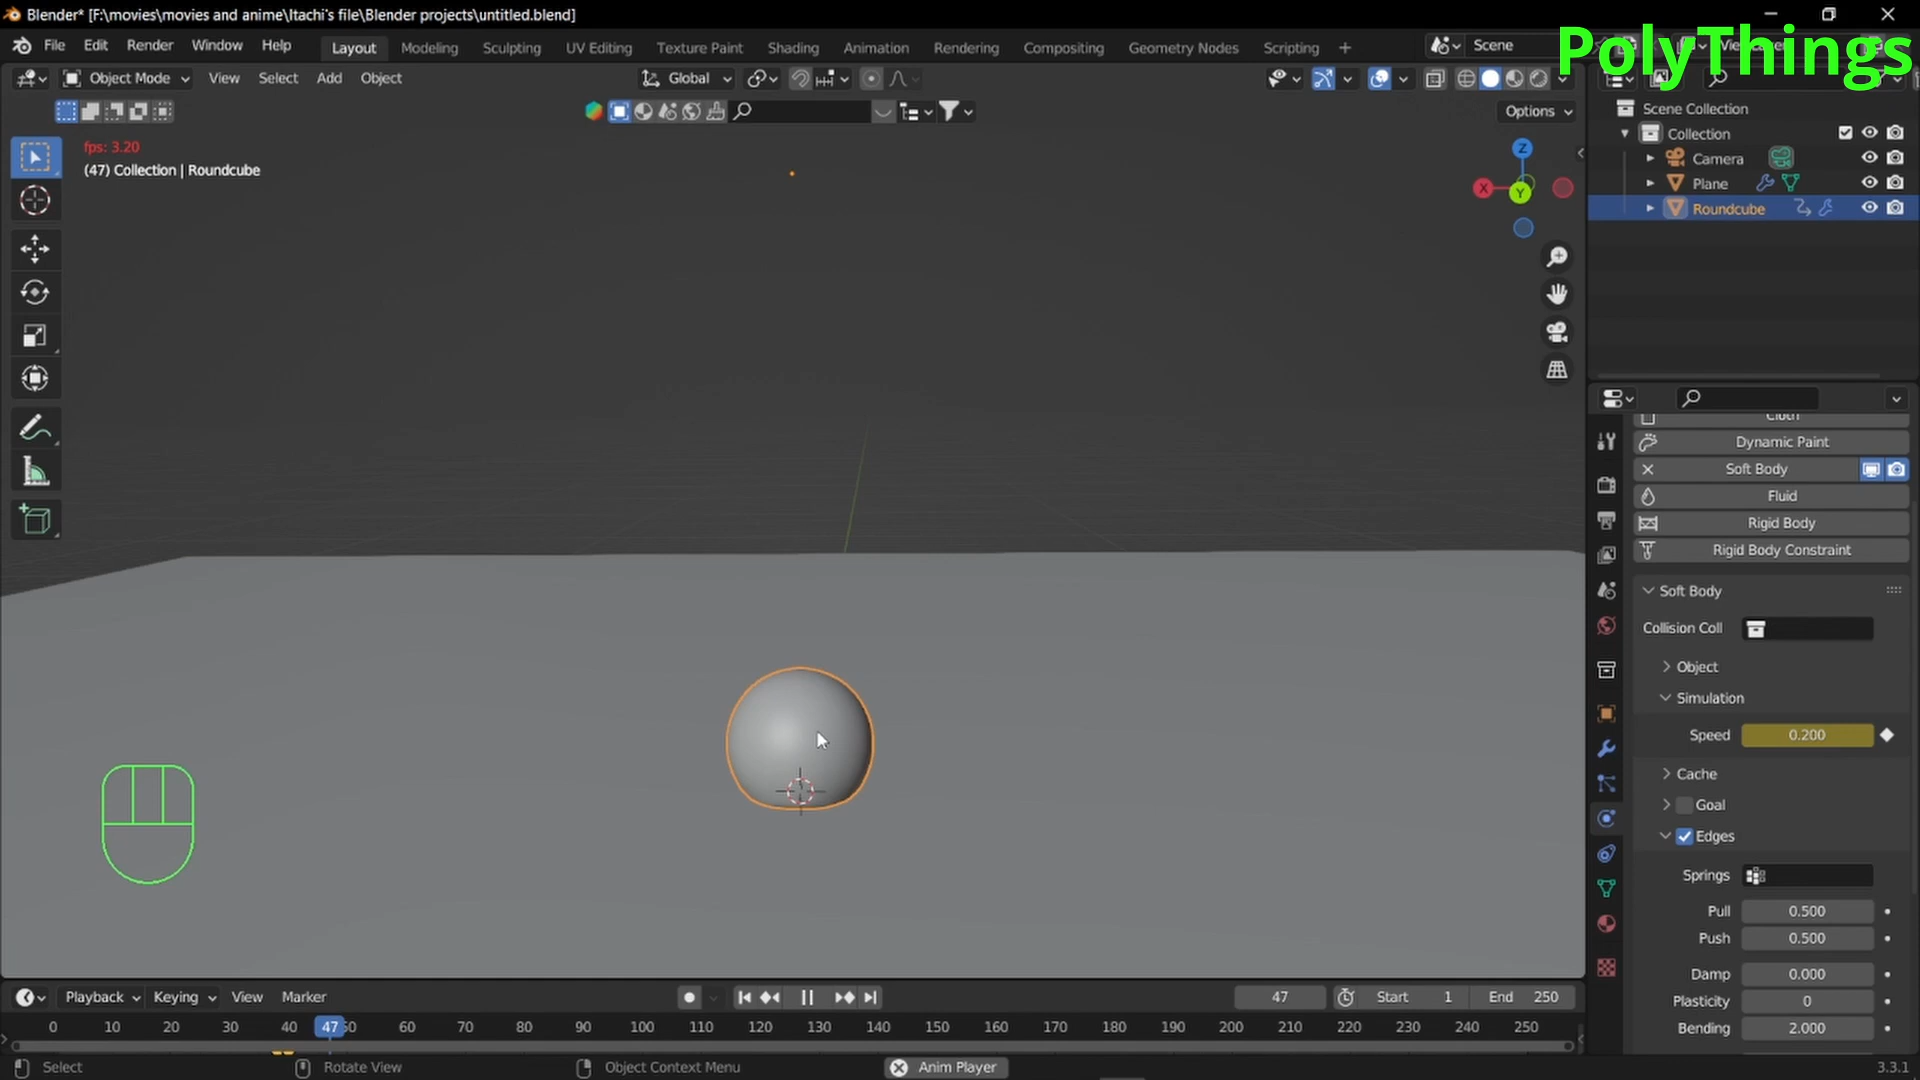 Blender* [F:\movies\movies and anime\Itachi's file\Blender projects\untitled.blend]
File Edit Render Window Help Layout Modeling Sculpting UV Editing Texture Paint Shading Animation Rendering Compositing Geometry Nodes Scripting + Scene
PolyThings
Object Mode View Select Add Object Global
Options
fps: 3.20
(47) Collection | Roundcube
Z
X
Y
Scene Collection
Collection
Camera
Plane
Roundcube
Cloth
Dynamic Paint
Soft Body
Fluid
Rigid Body
Rigid Body Constraint
Soft Body
Collision Coll
Object
Simulation
Speed 0.200
Cache
Goal
Edges
Springs
Pull 0.500
Push 0.500
Damp 0.000
Plasticity 0
Bending 2.000
Playback Keying View Marker 47 Start 1 End 250
0 10 20 30 40 47 50 60 70 80 90 100 110 120 130 140 150 160 170 180 190 200 210 220 230 240 250
Select Rotate View Object Context Menu Anim Player 3.3.1